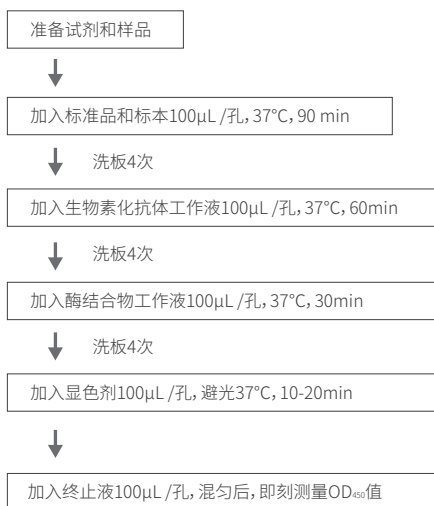 准备试剂和样品
加入标准品和标本100μL /孔，37℃，90 min
洗板4次
加入生物素化抗体工作液100μL /孔，37℃，60min
洗板4次
加入酶结合物工作液100μL /孔，37℃，30min
洗板4次
加入显色剂100μL /孔，避光37℃，10-20min
加入终止液100μL /孔，混匀后，即刻测量OD₄₅₀值